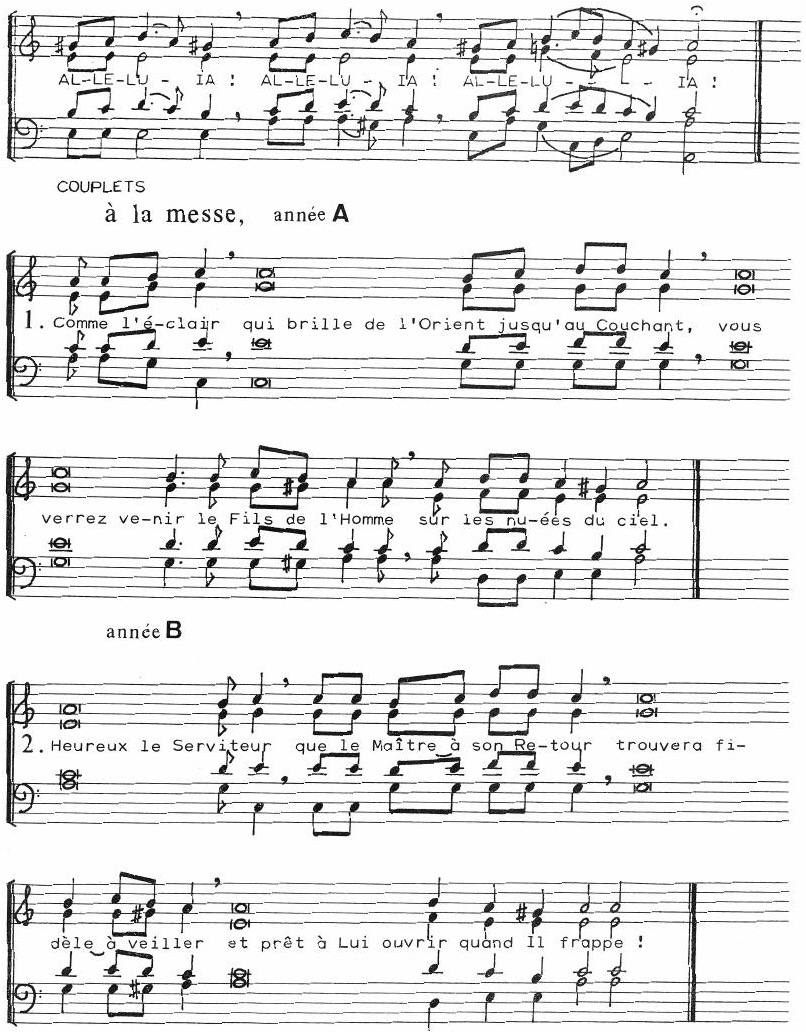 AL-LE-LU - IA ! AL-LE-LU - IA ! AL-LE-LU - - L - IA !
COUPLETS
à la messe, année A
1. Comme l'é-clair qui brille de l'Orient jusqu'au Couchant, vous
verrez ve-nir le Fils de l'Homme sur les nu-ées du ciel.
année B
2. Heureux le Serviteur que le Maître à son Re-tour trouvera fi-
dèle à veiller et prêt à Lui ouvrir quand Il frappe !